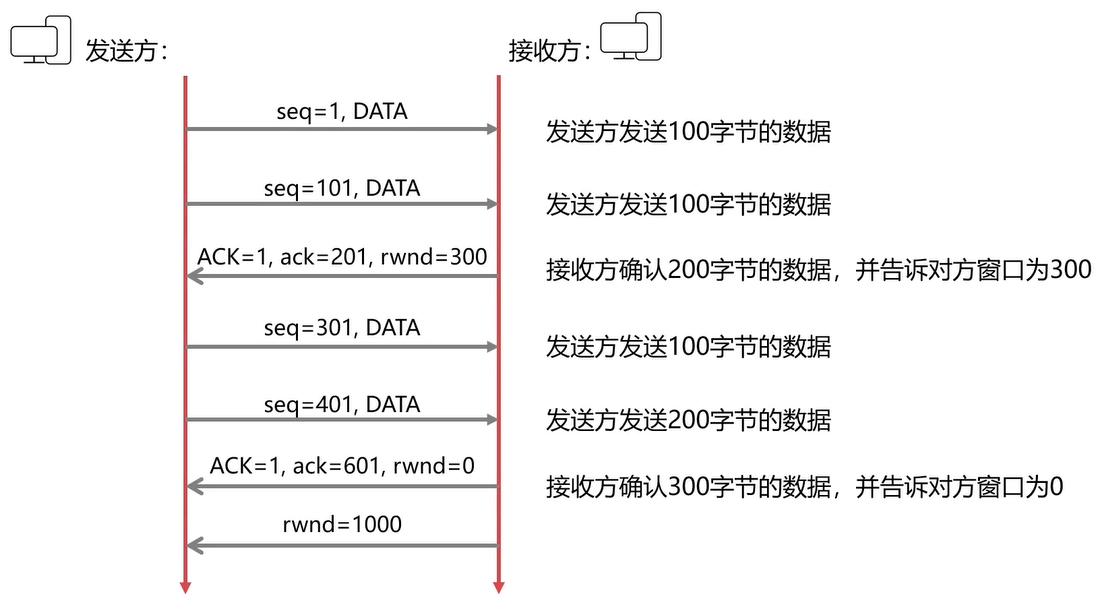 发送方：
接收方：
seq=1, DATA
发送方发送100字节的数据
seq=101, DATA
发送方发送100字节的数据
ACK=1, ack=201, rwnd=300
接收方确认200字节的数据，并告诉对方窗口为300
seq=301, DATA
发送方发送100字节的数据
seq=401, DATA
发送方发送200字节的数据
ACK=1, ack=601, rwnd=0
接收方确认300字节的数据，并告诉对方窗口为0
rwnd=1000